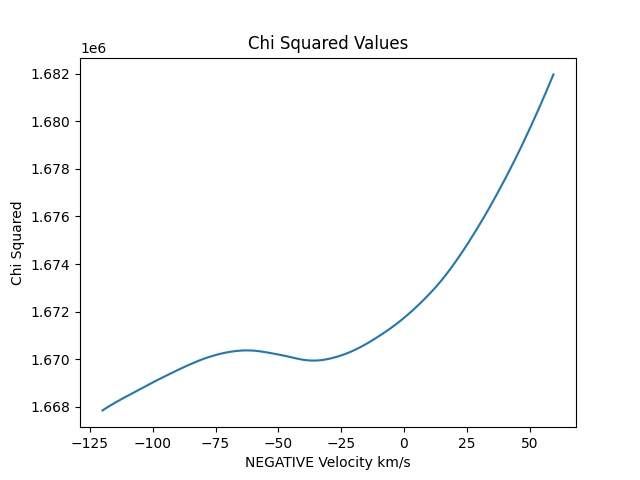 Chi Squared Values
1e6
1.682
1.680
1.678
1.676
1.674
1.672
1.670
1.668
Chi Squared
−125 −100 −75 −50 −25 0 25 50
NEGATIVE Velocity km/s